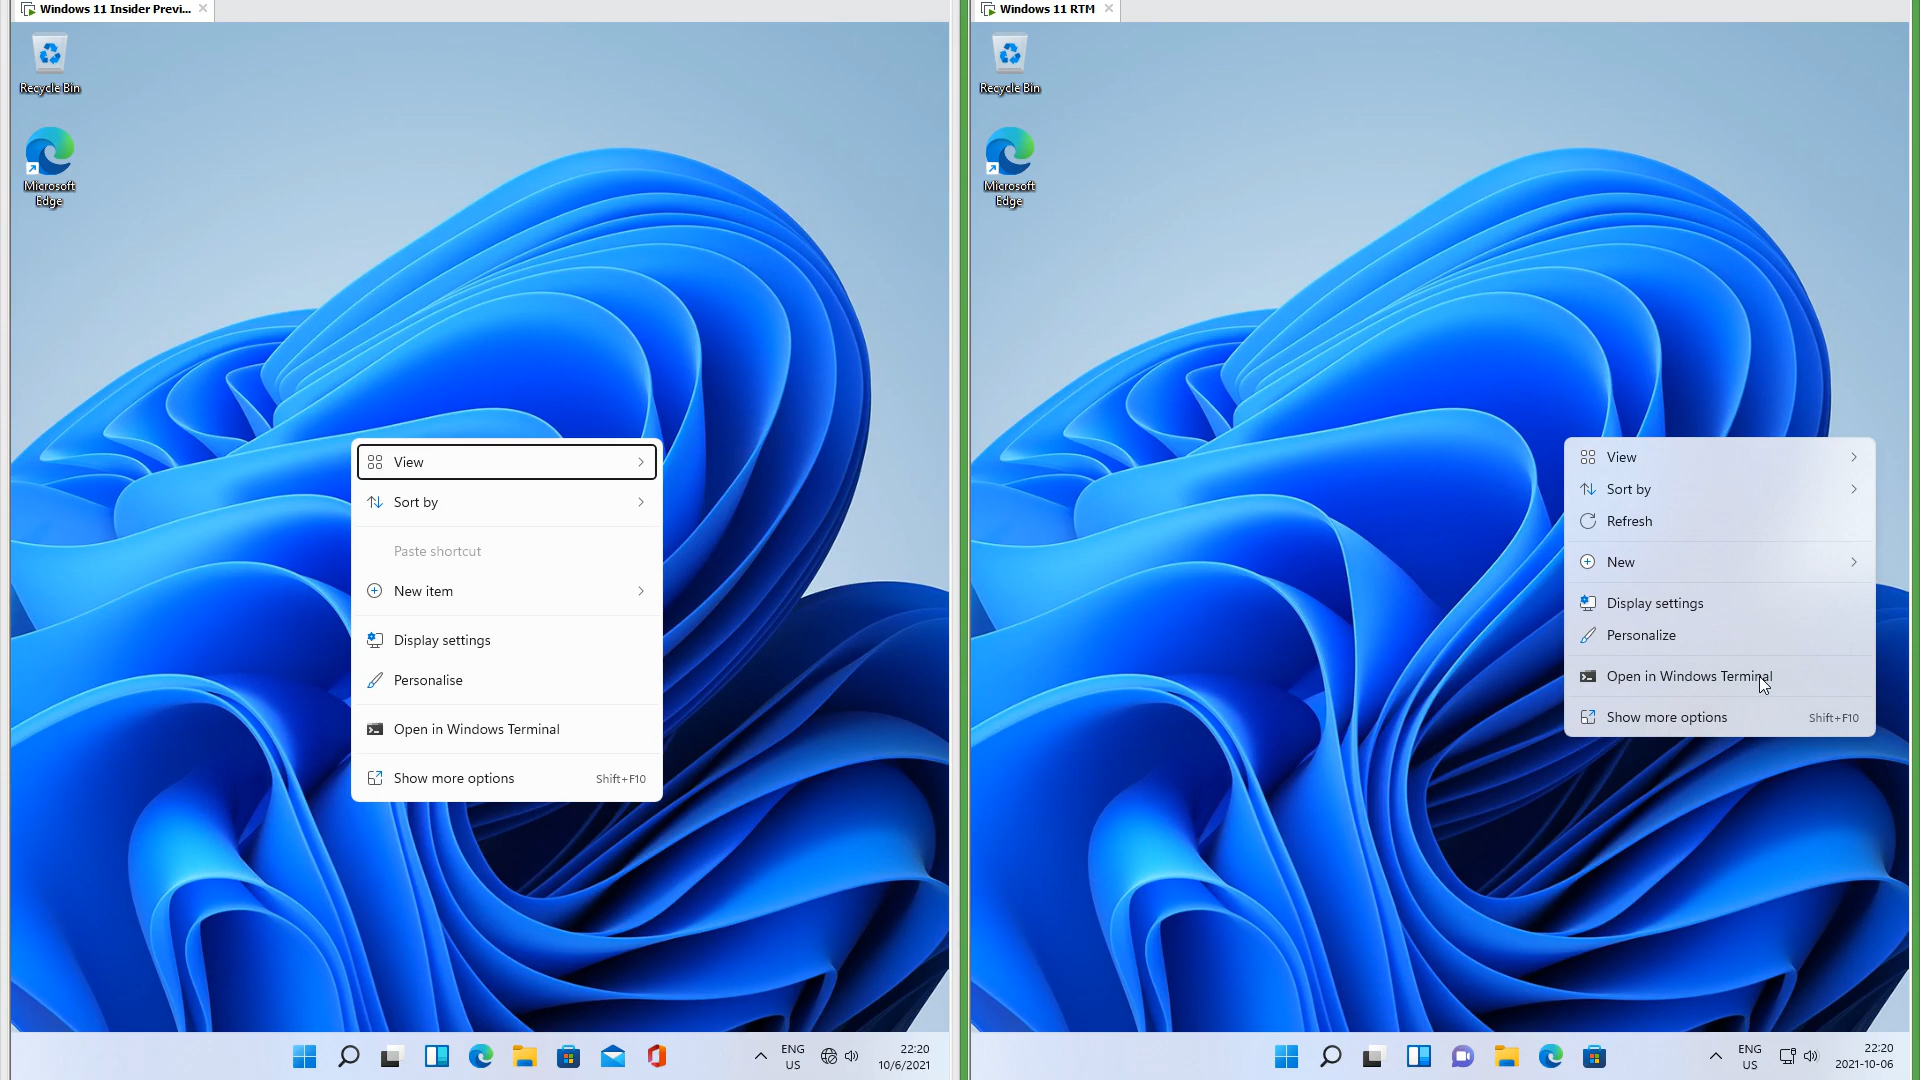 Windows 11 Insider Previ...
Recycle Bin
Microsoft
Edge
View
Sort by
Paste shortcut
New item
Display settings
Personalise
Open in Windows Terminal
Show more options Shift+F10
ENG
US
22:20
10/6/2021
Windows 11 RTM
Recycle Bin
Microsoft
Edge
View
Sort by
Refresh
New
Display settings
Personalize
Open in Windows Terminal
Show more options Shift+F10
ENG
US
22:20
2021-10-06